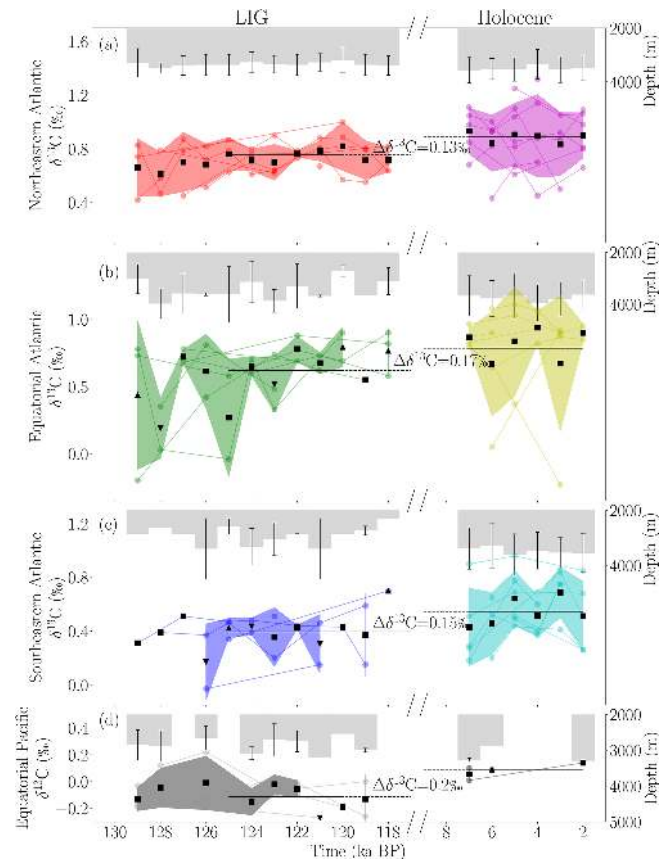 LIG Holocene
(a)
Northeastern Atlantic
δ¹³C (‰)
1.6
1.2
0.8
0.4
Δδ¹³C=0.13‰
2000
4000
Depth (m)
(b)
Equatorial Atlantic
δ¹³C (‰)
1.0
0.5
0.0
Δδ¹³C=0.17‰
2000
4000
Depth (m)
(c)
Southeastern Atlantic
δ¹³C (‰)
1.2
0.8
0.4
0.0
Δδ¹³C=0.15‰
2000
4000
Depth (m)
(d)
Equatorial Pacific
δ¹³C (‰)
0.4
0.2
0.0
−0.2
Δδ¹³C=0.2‰
2000
3000
4000
5000
Depth (m)
130 128 126 124 122 120 118 8 6 4 2
Time (ka BP)